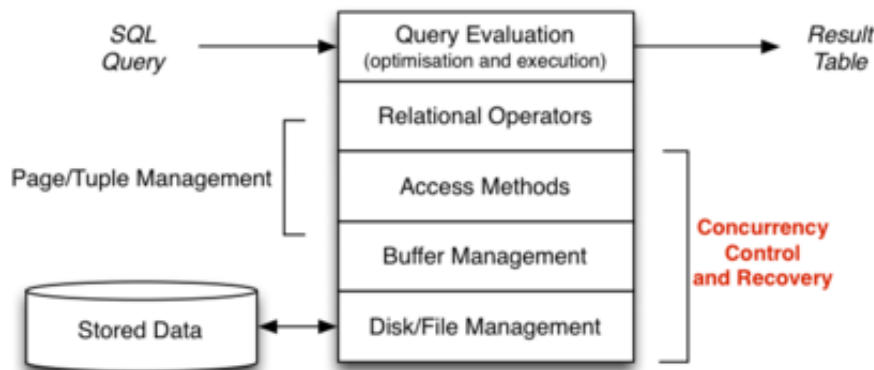 SQL
Query
Query Evaluation
(optimisation and execution)
Result
Table
Relational Operators
Page/Tuple Management
Access Methods
Concurrency
Control
and Recovery
Buffer Management
Stored Data
Disk/File Management